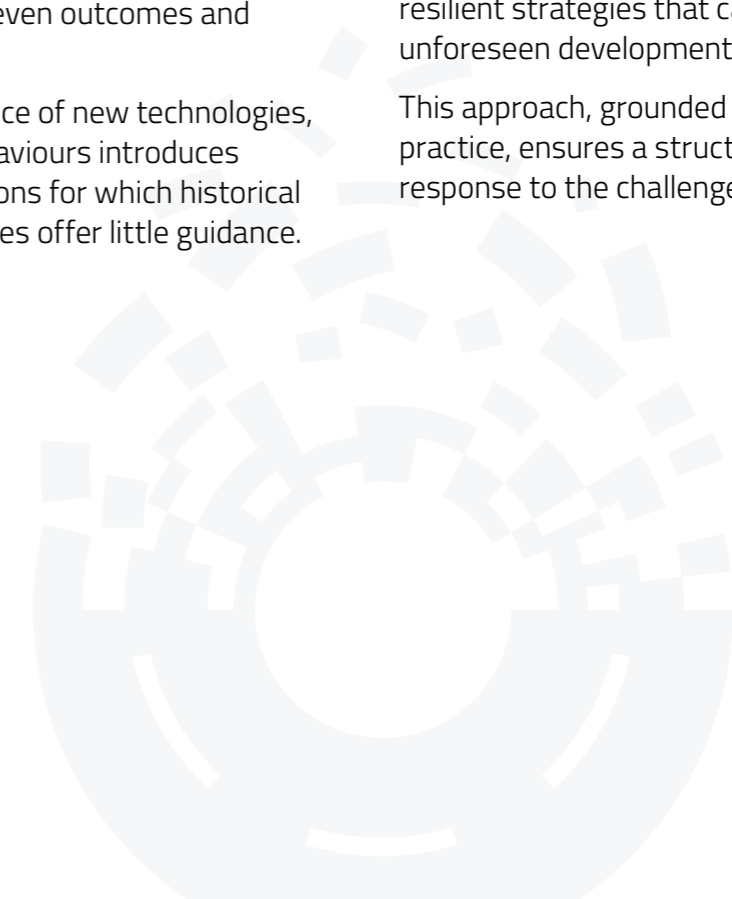 even outcomes and
ce of new technologies,
aviours introduces
ons for which historical
es offer little guidance.
resilient strategies that ca
unforeseen development
This approach, grounded
practice, ensures a struct
response to the challenge